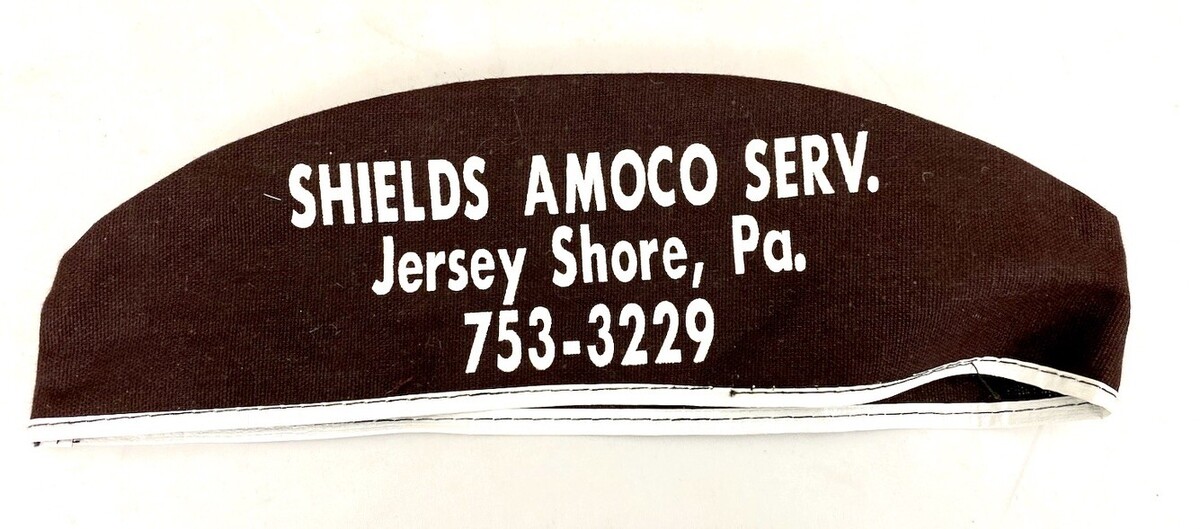 SHIELDS AMOCO SERV.
Jersey Shore, Pa.
753-3229